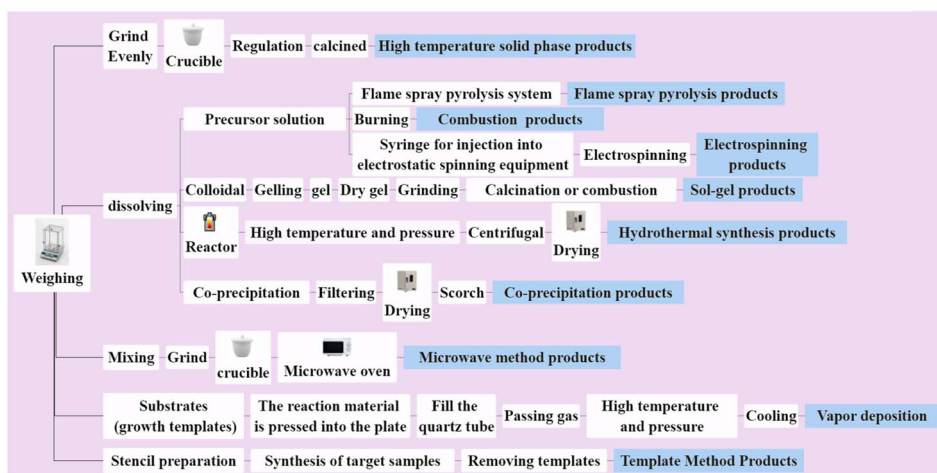 Weighing
Grind
Evenly
Crucible
Regulation
calcined
High temperature solid phase products
dissolving
Precursor solution
Flame spray pyrolysis system
Flame spray pyrolysis products
Burning
Combustion products
Syringe for injection into
electrostatic spinning equipment
Electrospinning
Electrospinning
products
Colloidal
Gelling
gel
Dry gel
Grinding
Calcination or combustion
Sol-gel products
Reactor
High temperature and pressure
Centrifugal
Drying
Hydrothermal synthesis products
Co-precipitation
Filtering
Drying
Scorch
Co-precipitation products
Mixing
Grind
crucible
Microwave oven
Microwave method products
Substrates
(growth templates)
The reaction material
is pressed into the plate
Fill the
quartz tube
Passing gas
High temperature
and pressure
Cooling
Vapor deposition
Stencil preparation
Synthesis of target samples
Removing templates
Template Method Products